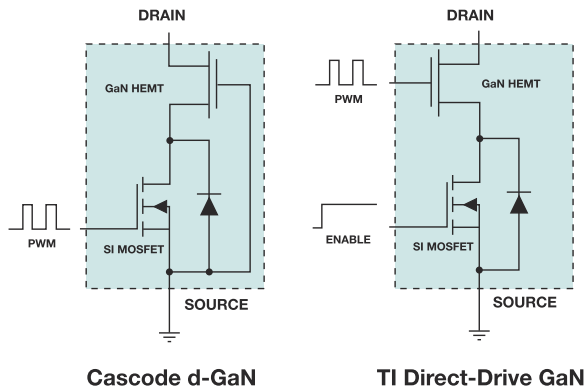 DRAIN
GaN HEMT
PWM
SI MOSFET
SOURCE
Cascode d-GaN
DRAIN
PWM
GaN HEMT
ENABLE
SI MOSFET
SOURCE
TI Direct-Drive GaN